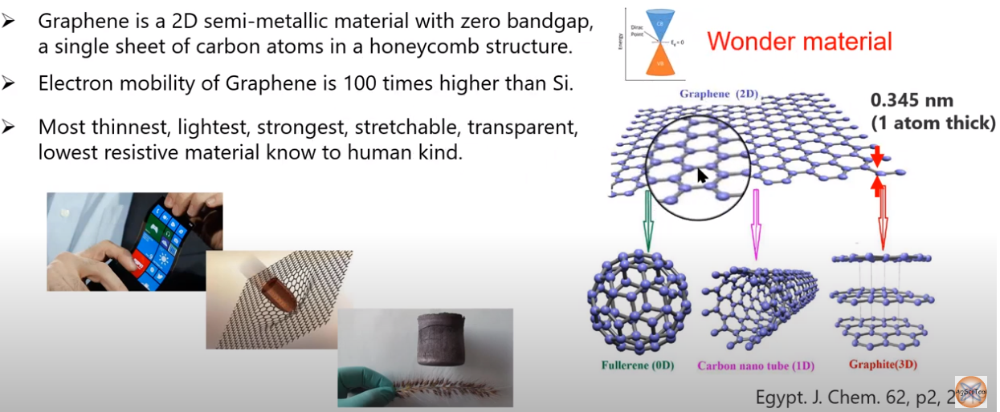 ➢ Graphene is a 2D semi-metallic material with zero bandgap,
a single sheet of carbon atoms in a honeycomb structure.
➢ Electron mobility of Graphene is 100 times higher than Si.
➢ Most thinnest, lightest, strongest, stretchable, transparent,
lowest resistive material know to human kind.
Energy
Dirac
Point
CB
E₉ = 0
VB
Wonder material
Graphene (2D)
0.345 nm
(1 atom thick)
Fullerene (0D)
Carbon nano tube (1D)
Graphite(3D)
Egypt. J. Chem. 62, p2, 2
AgSciTool